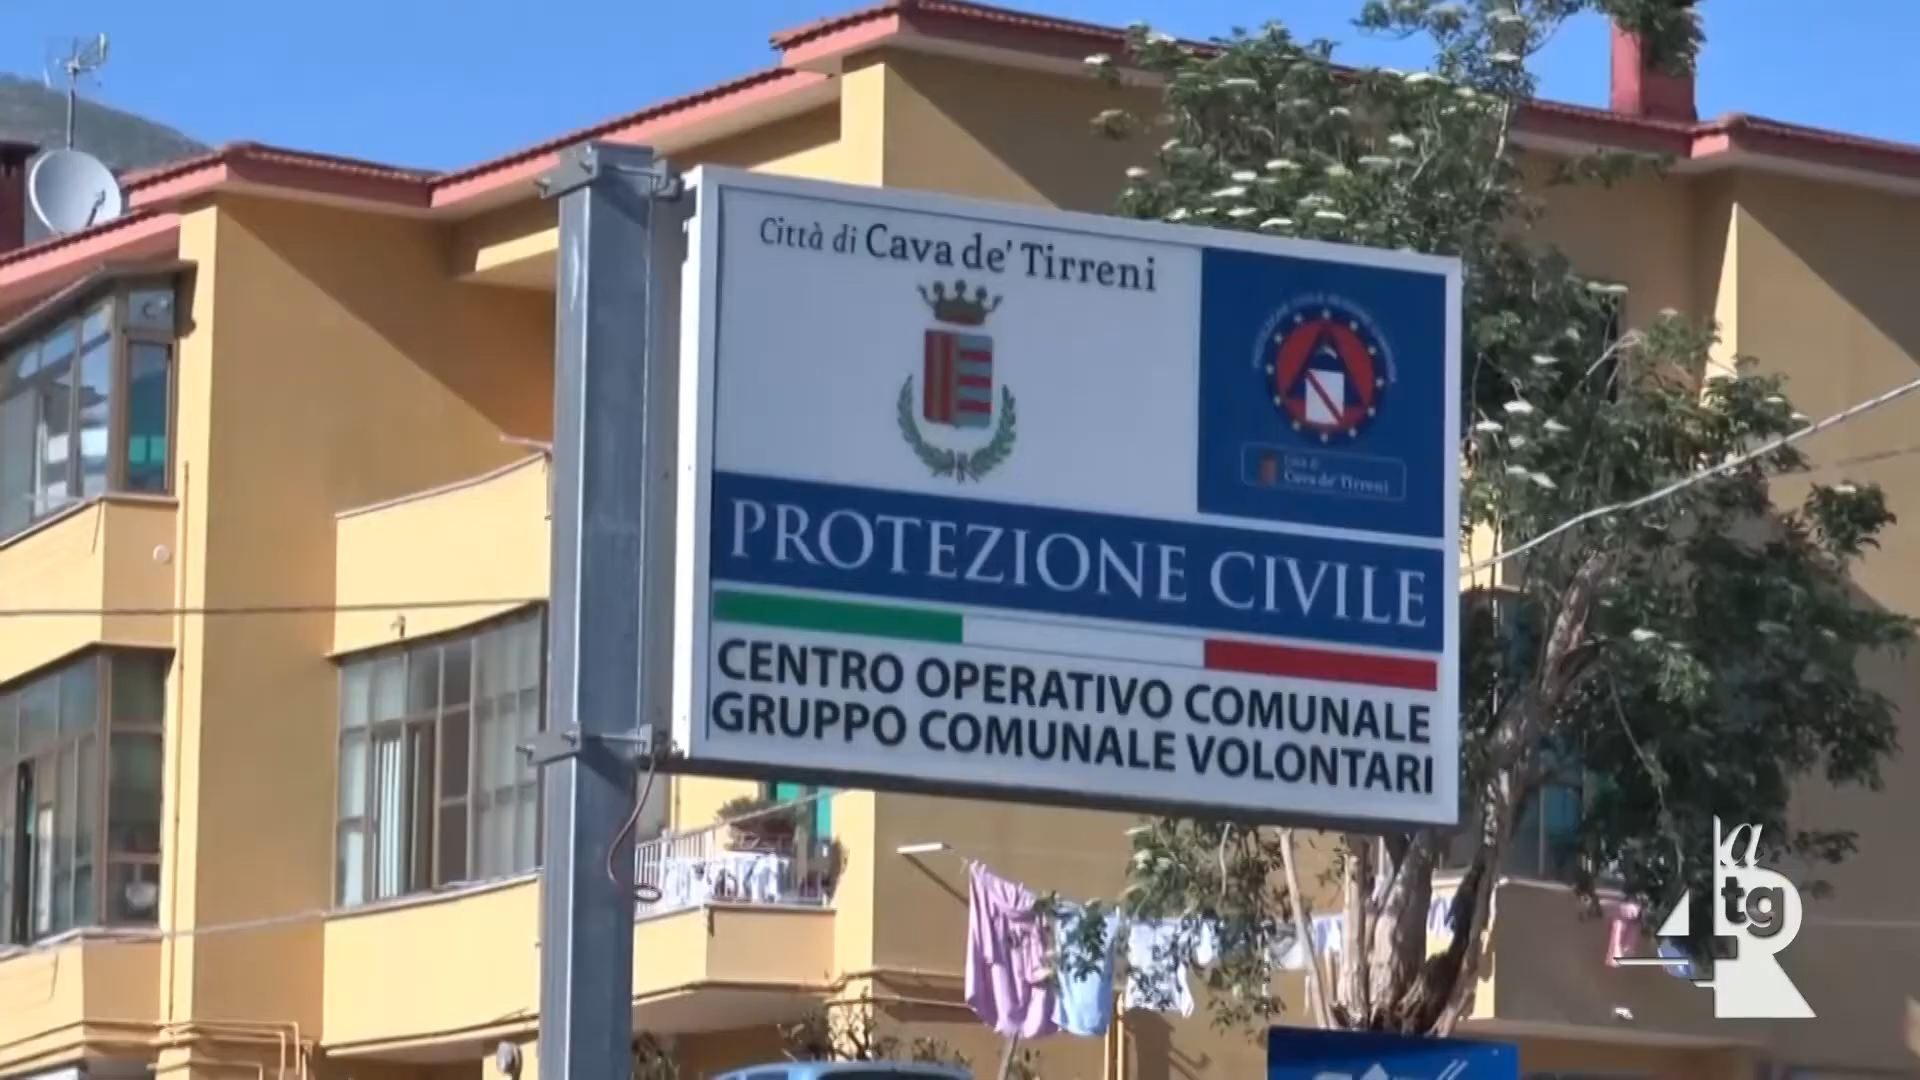 Città di Cava de' Tirreni
Città di
Cava de' Tirreni
PROTEZIONE CIVILE
CENTRO OPERATIVO COMUNALE
GRUPPO COMUNALE VOLONTARI
tg